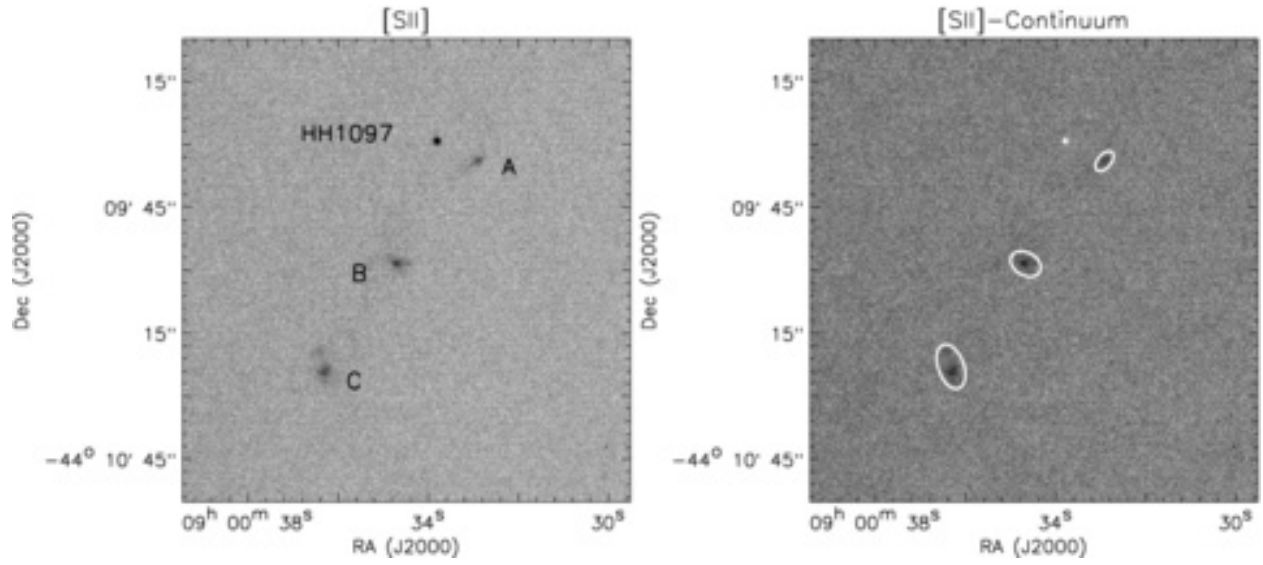 [SII]
15"
HH1097
A
09' 45
B
15"
C
-44° 10' 45
09h 00m 38s
34s
30s
RA (J2000)
Dec (J2000)
[SII]-Continuum
15"
09' 45
15"
-44° 10' 45
09h 00m 38s
34s
30s
RA (J2000)
Dec (J2000)